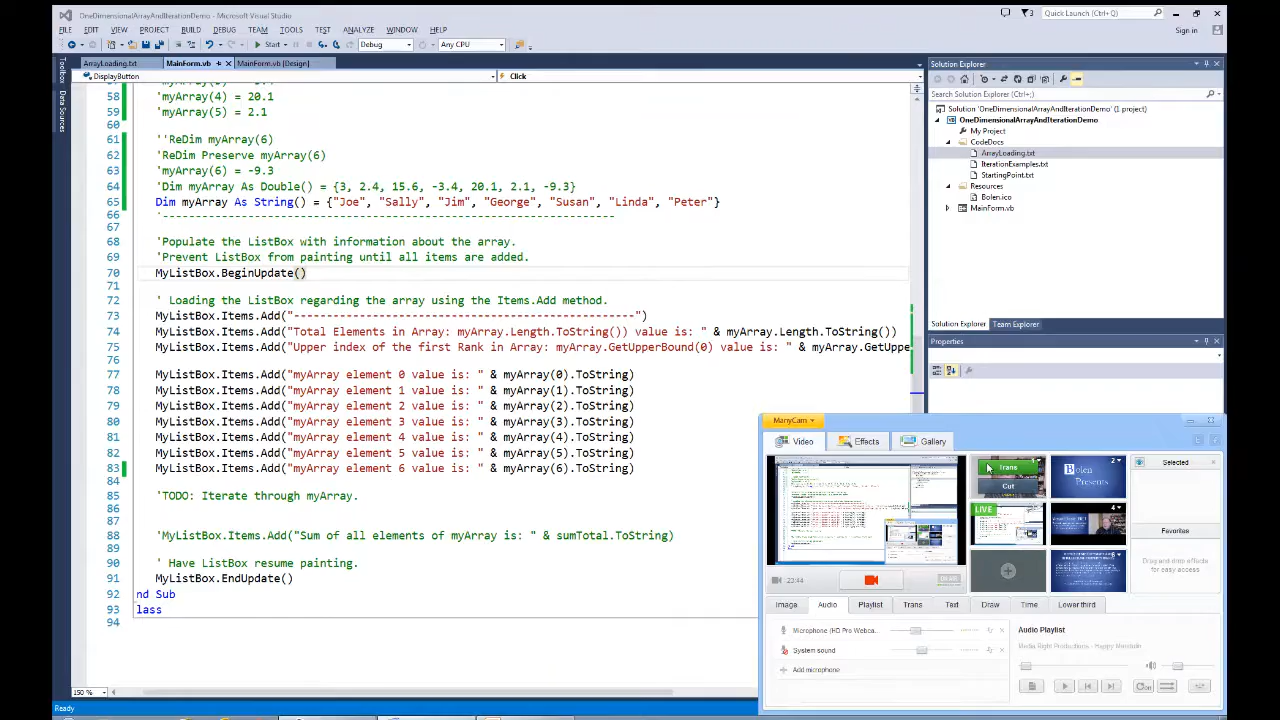 OneDimensionalArrayAndIterationDemo - Microsoft Visual Studio
3
Quick Launch (Ctrl+Q)
FILE EDIT VIEW PROJECT BUILD DEBUG TEAM TOOLS TEST ANALYZE WINDOW HELP
Sign in
Start Debug Any CPU
ArrayLoading.txt MainForm.vb MainForm.vb [Design]
Solution Explorer
DisplayButton Click
Toolbox
Data Sources
58 'myArray(4) = 20.1
59 'myArray(5) = 2.1
60
61 ''ReDim myArray(6)
62 'ReDim Preserve myArray(6)
63 'myArray(6) = -9.3
64 'Dim myArray As Double() = {3, 2.4, 15.6, -3.4, 20.1, 2.1, -9.3}
65 Dim myArray As String() = {"Joe", "Sally", "Jim", "George", "Susan", "Linda", "Peter"}
66 '----------------------------------------------------------
67
68 'Populate the ListBox with information about the array.
69 'Prevent ListBox from painting until all items are added.
70 MyListBox.BeginUpdate()
71
72 ' Loading the ListBox regarding the array using the Items.Add method.
73 MyListBox.Items.Add("-------------------------------------------")
74 MyListBox.Items.Add("Total Elements in Array: myArray.Length.ToString()) value is: " & myArray.Length.ToString())
75 MyListBox.Items.Add("Upper index of the first Rank in Array: myArray.GetUpperBound(0) value is: " & myArray.GetUppe
76
77 MyListBox.Items.Add("myArray element 0 value is: " & myArray(0).ToString)
78 MyListBox.Items.Add("myArray element 1 value is: " & myArray(1).ToString)
79 MyListBox.Items.Add("myArray element 2 value is: " & myArray(2).ToString)
80 MyListBox.Items.Add("myArray element 3 value is: " & myArray(3).ToString)
81 MyListBox.Items.Add("myArray element 4 value is: " & myArray(4).ToString)
82 MyListBox.Items.Add("myArray element 5 value is: " & myArray(5).ToString)
83 MyListBox.Items.Add("myArray element 6 value is: " & myArray(6).ToString)
84
85 'TODO: Iterate through myArray.
86
87
88 'MyListBox.Items.Add("Sum of all elements of myArray is: " & sumTotal.ToString)
89
90 ' Have ListBox resume painting.
91 MyListBox.EndUpdate()
92 nd Sub
93 lass
94
150 %
Ready
Search Solution Explorer (Ctrl+;)
Solution 'OneDimensionalArrayAndIterationDemo' (1 project)
OneDimensionalArrayAndIterationDemo
My Project
CodeDocs
ArrayLoading.txt
IterationExamples.txt
StartingPoint.txt
Resources
Bolen.ico
MainForm.vb
Solution Explorer Team Explorer
Properties
ManyCam
Video Effects Gallery
Trans
Cut
2
Bolen
Presents
Selected
LIVE
4
Favorites
Drag and drop effects
for easy access
23:44
Image Audio Playlist Trans Text Draw Time Lower third
Microphone (HD Pro Webca...
System sound
Add microphone
Audio Playlist
Media Right Productions - Happy Mandolin